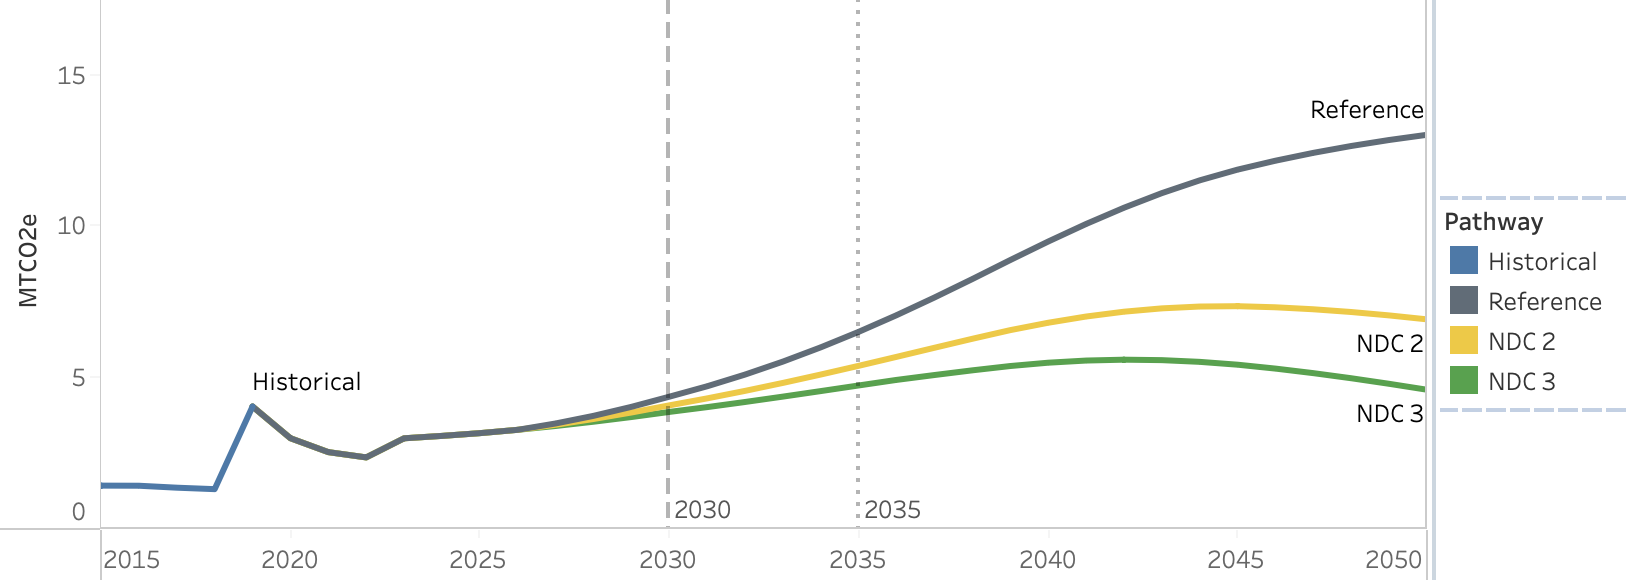 15
10
5
0
MTCO2e
Reference
Historical
NDC 2
NDC 3
2030
2035
2015
2020
2025
2030
2035
2040
2045
2050
Pathway
Historical
Reference
NDC 2
NDC 3